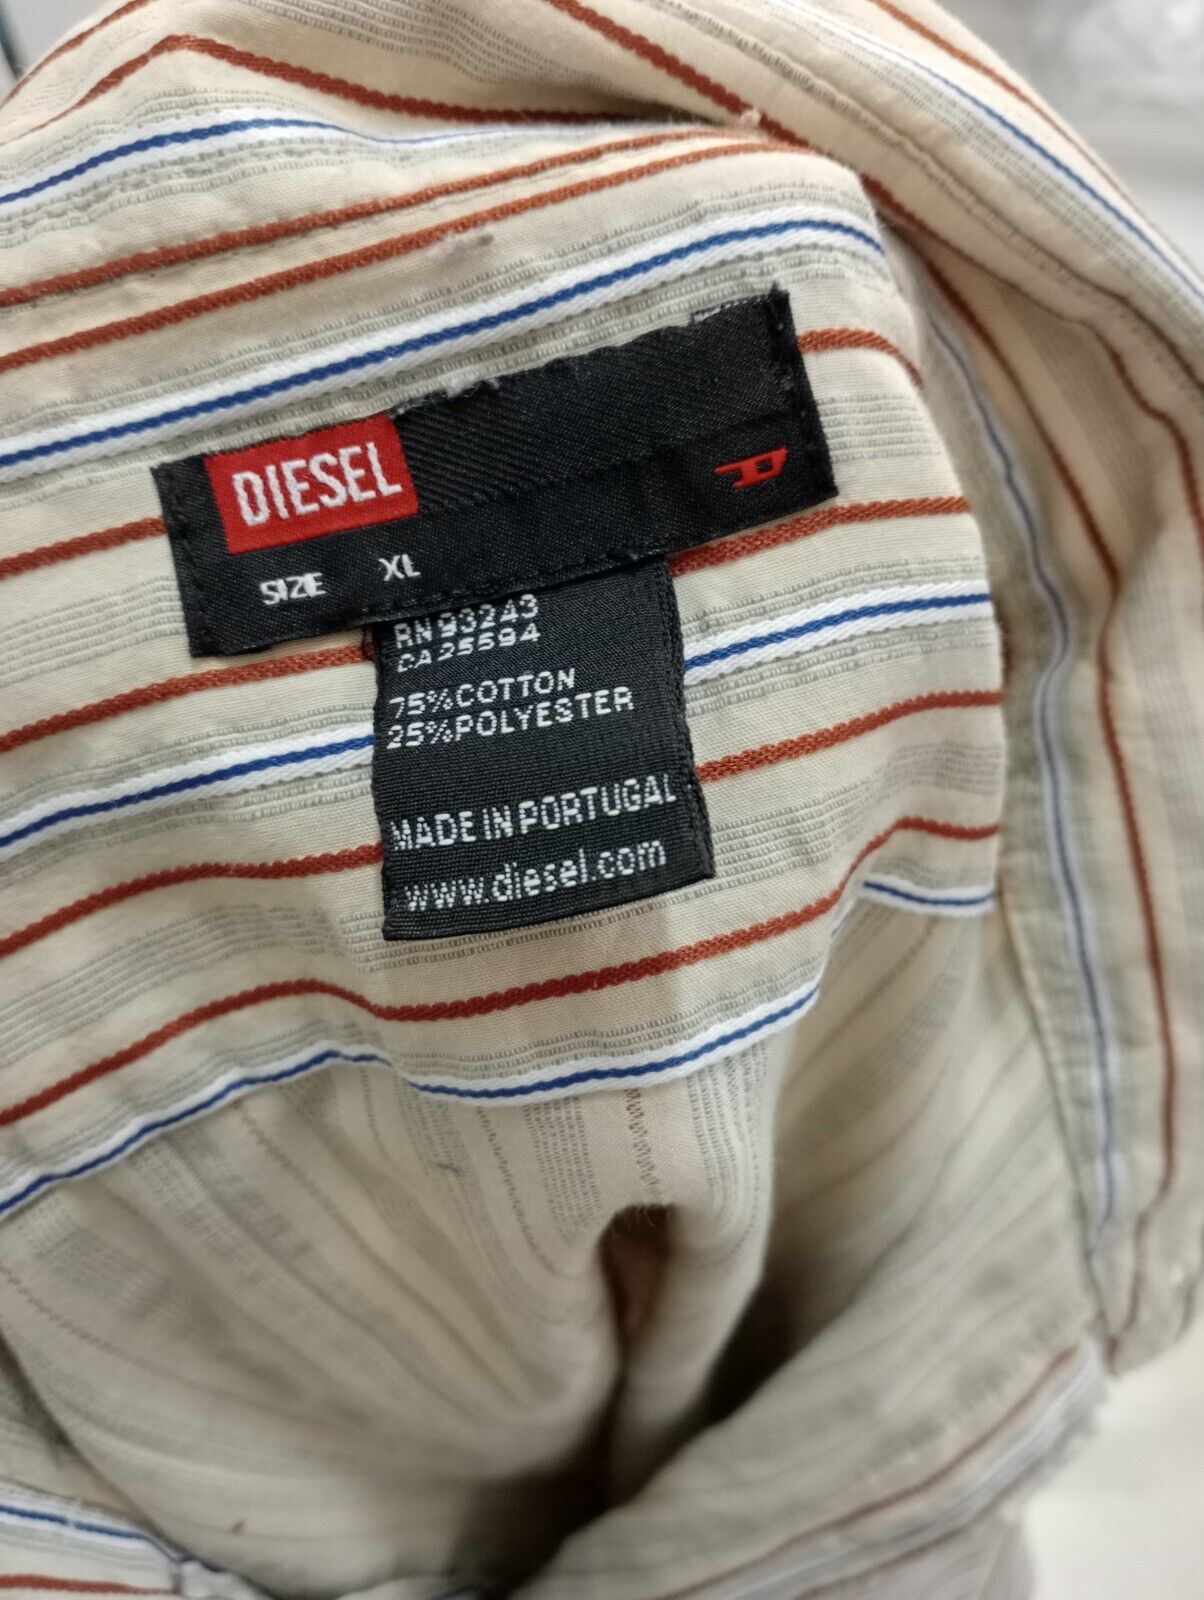 DIESEL
D
SIZE XL
RN 93243
CA 25594
75% COTTON
25% POLYESTER
MADE IN PORTUGAL
www.diesel.com